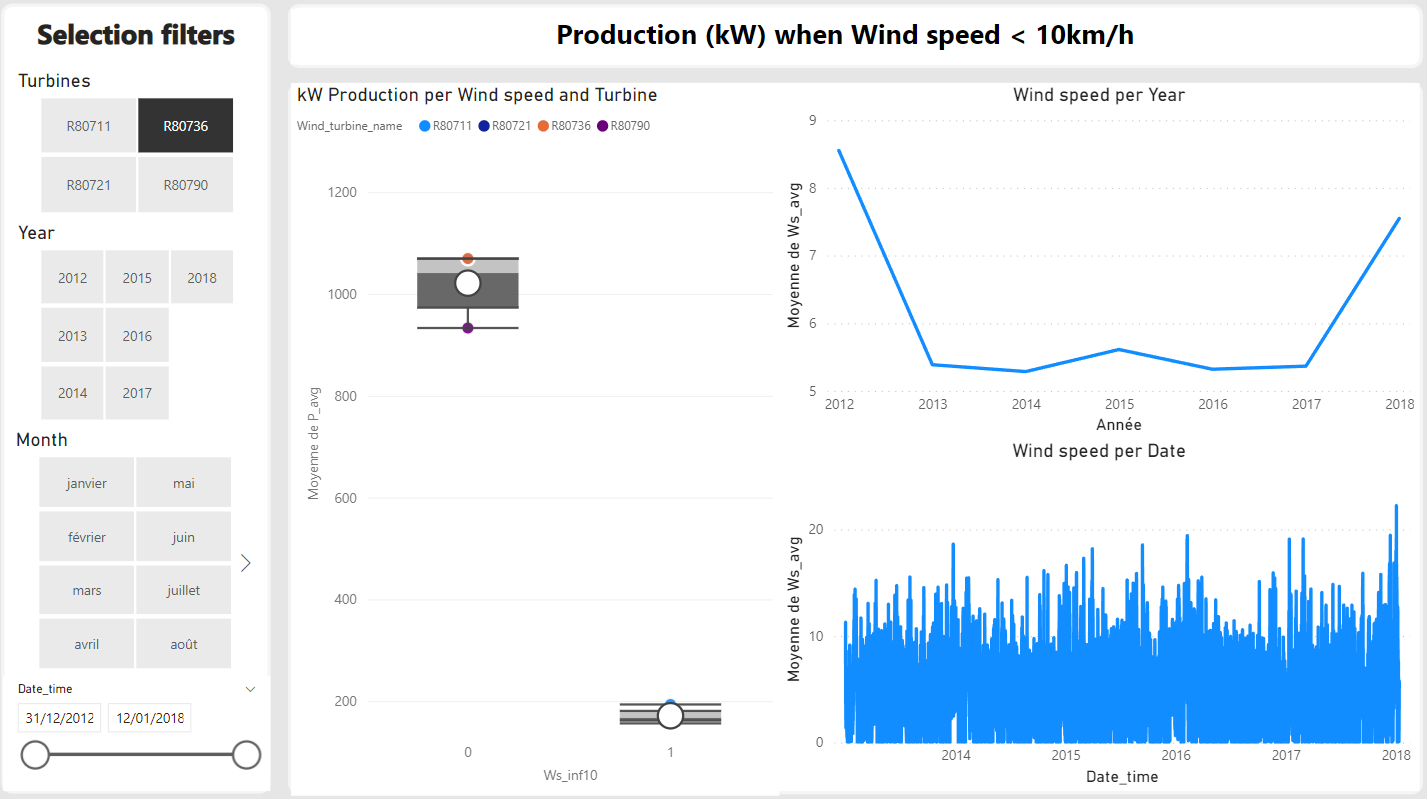 Selection filters
Turbines
R80711
R80736
R80721
R80790
Year
2012
2015
2018
2013
2016
2014
2017
Month
janvier
mai
février
juin
mars
juillet
avril
août
Date_time
31/12/2012
12/01/2018
Production (kW) when Wind speed < 10km/h
kW Production per Wind speed and Turbine
Wind_turbine_name R80711 R80721 R80736 R80790
Moyenne de P_avg
1200
1000
800
600
400
200
0 1
Ws_inf10
Wind speed per Year
Moyenne de Ws_avg
9
8
7
6
5
2012 2013 2014 2015 2016 2017 2018
Année
Wind speed per Date
Moyenne de Ws_avg
20
10
0
2014 2015 2016 2017 2018
Date_time